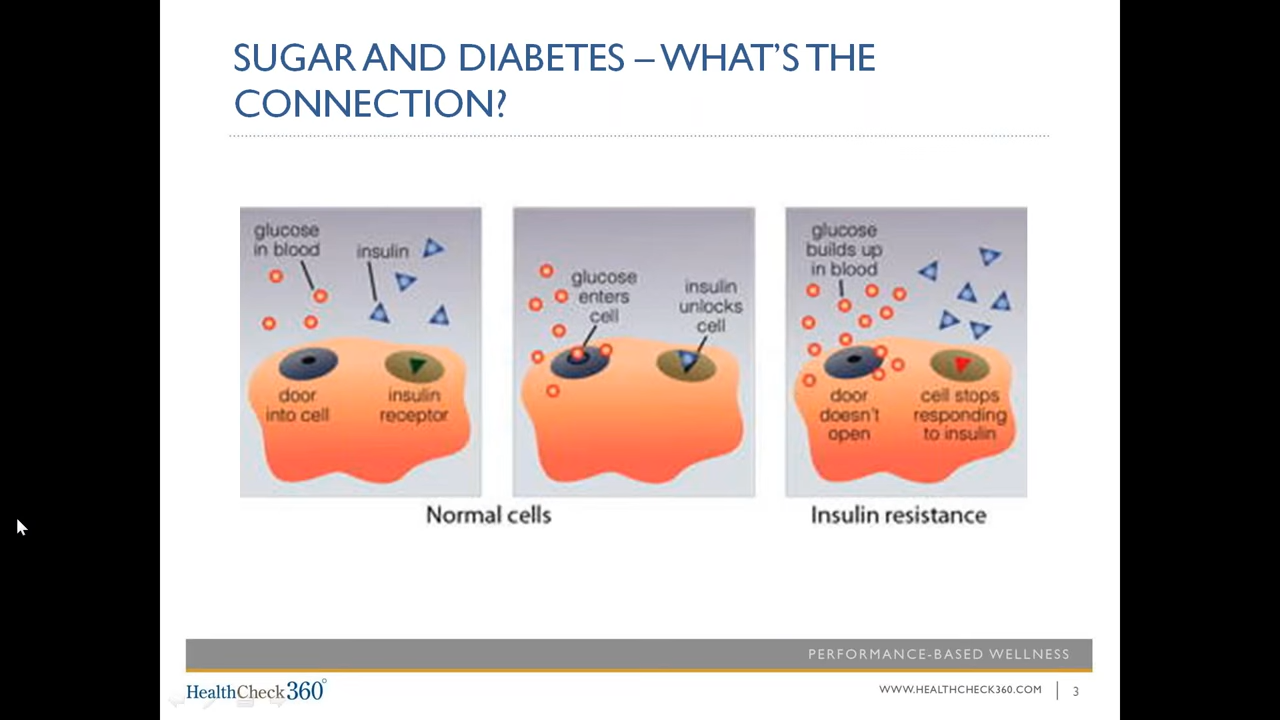 SUGAR AND DIABETES – WHAT'S THE
CONNECTION?
glucose
in blood
insulin
door
into cell
insulin
receptor
glucose
enters
cell
insulin
unlocks
cell
glucose
builds up
in blood
door
doesn't
open
cell stops
responding
to insulin
Normal cells
Insulin resistance
PERFORMANCE-BASED WELLNESS
HealthCheck360°
WWW.HEALTHCHECK360.COM
3